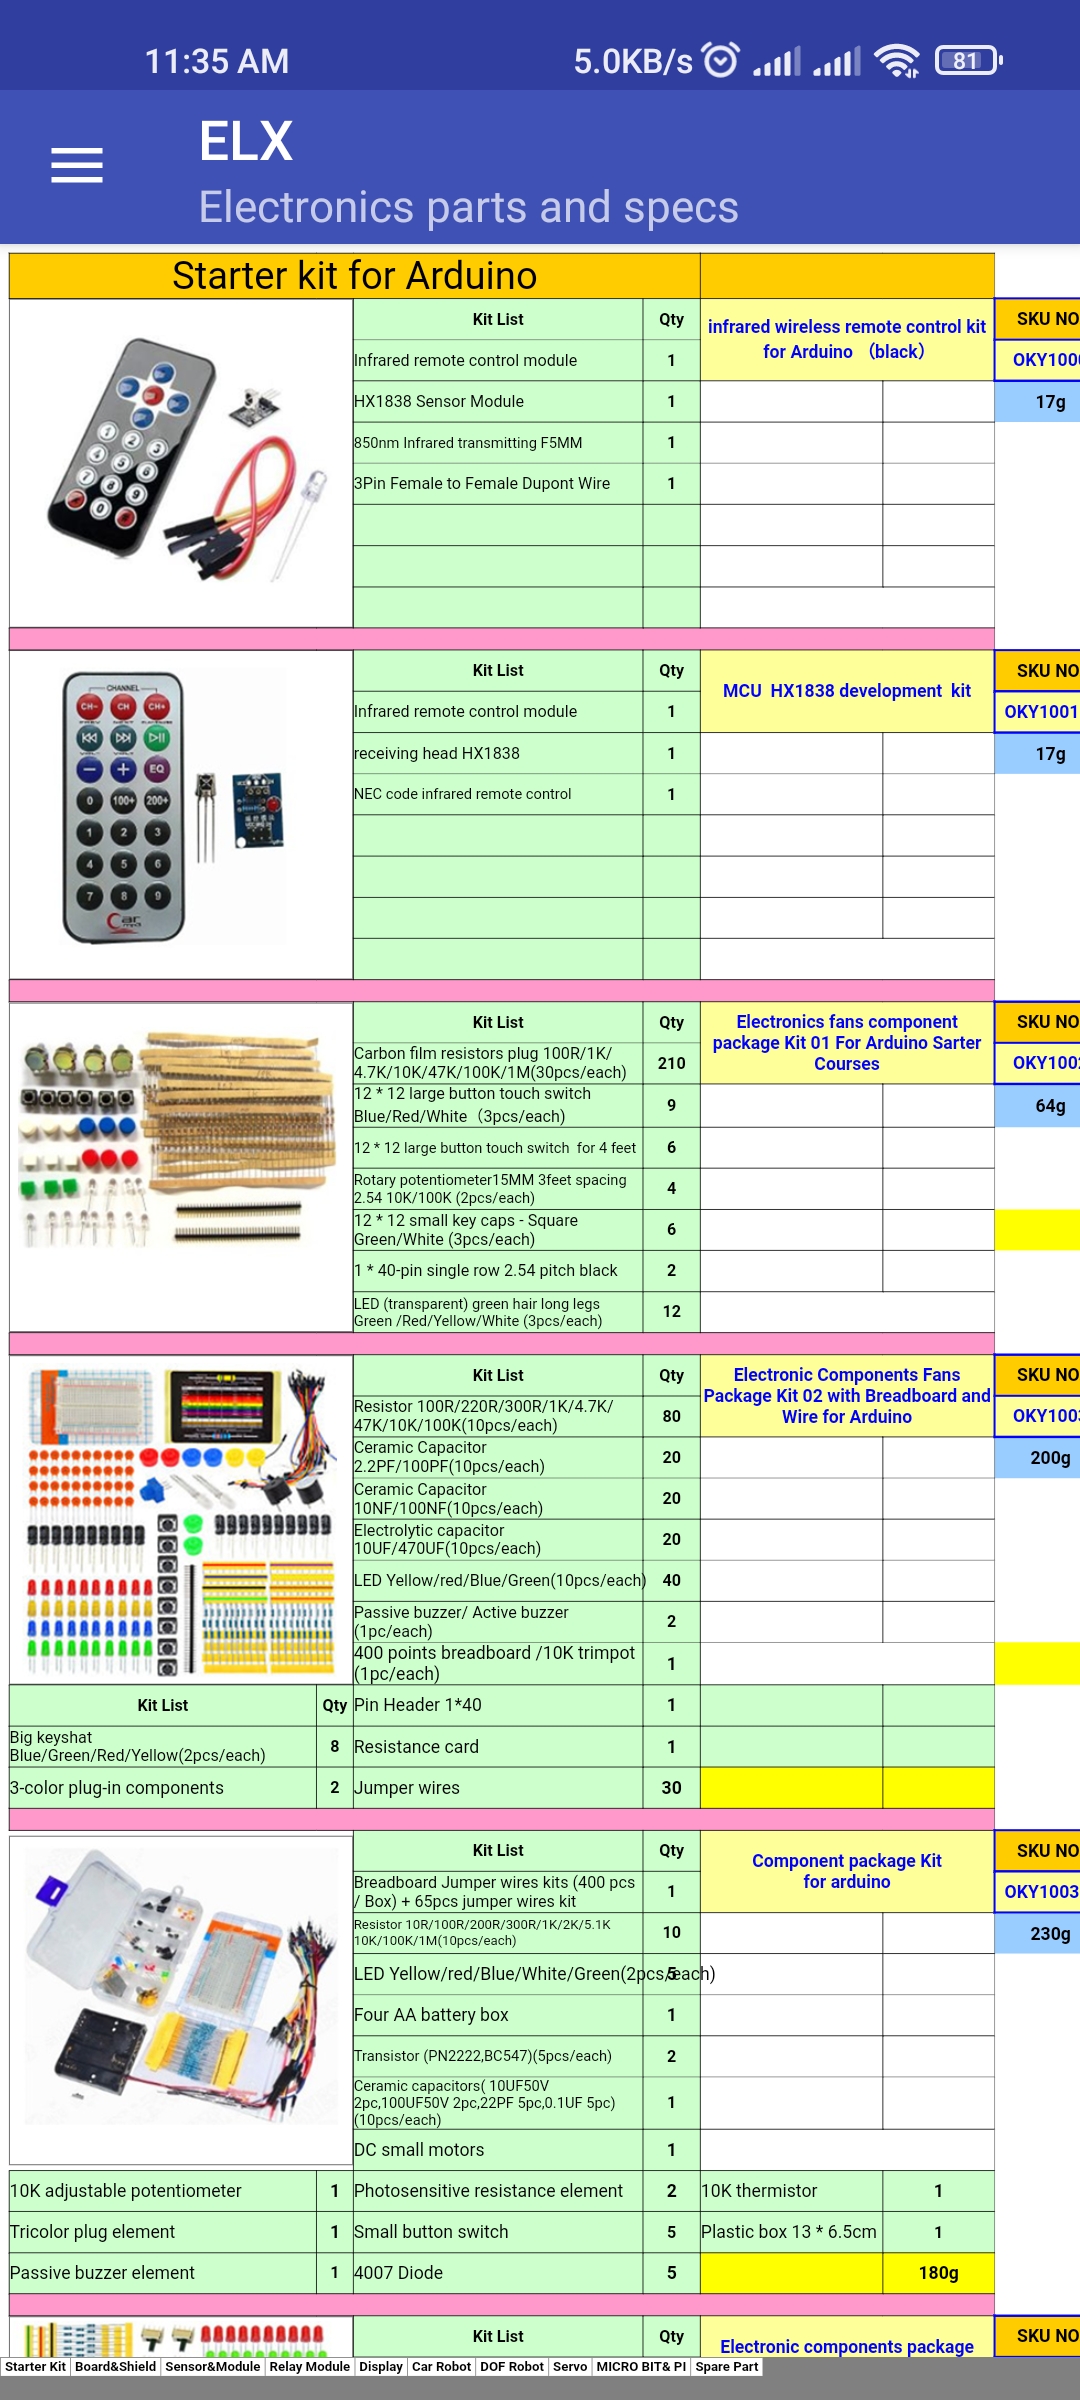 11:35 AM
5.0KB/s
81
ELX
Electronics parts and specs
Starter kit for Arduino
Kit List
Qty
infrared wireless remote control kit
for Arduino （black）
SKU NO
OKY100
Infrared remote control module
1
HX1838 Sensor Module
1
17g
850nm Infrared transmitting F5MM
1
3Pin Female to Female Dupont Wire
1
Kit List
Qty
MCU  HX1838 development  kit
SKU NO
OKY1001
Infrared remote control module
1
receiving head HX1838
1
17g
NEC code infrared remote control
1
CHANNEL
CH-
CH
CH+
EQ
0
100+
200+
1
2
3
4
5
6
7
8
9
Car
mp3
Kit List
Qty
Electronics fans component
package Kit 01 For Arduino Sarter
Courses
SKU NO
OKY100
Carbon film resistors plug 100R/1K/
4.7K/10K/47K/100K/1M(30pcs/each)
210
12 * 12 large button touch switch
Blue/Red/White（3pcs/each)
9
64g
12 * 12 large button touch switch  for 4 feet
6
Rotary potentiometer15MM 3feet spacing
2.54 10K/100K (2pcs/each)
4
12 * 12 small key caps - Square
Green/White (3pcs/each)
6
1 * 40-pin single row 2.54 pitch black
2
LED (transparent) green hair long legs
Green /Red/Yellow/White (3pcs/each)
12
Kit List
Qty
Electronic Components Fans
Package Kit 02 with Breadboard and
Wire for Arduino
SKU NO
OKY100
Resistor 100R/220R/300R/1K/4.7K/
47K/10K/100K(10pcs/each)
80
Ceramic Capacitor
2.2PF/100PF(10pcs/each)
20
200g
Ceramic Capacitor
10NF/100NF(10pcs/each)
20
Electrolytic capacitor
10UF/470UF(10pcs/each)
20
LED Yellow/red/Blue/Green(10pcs/each)
40
Passive buzzer/ Active buzzer
(1pc/each)
2
400 points breadboard /10K trimpot
(1pc/each)
1
Kit List
Qty
Pin Header 1*40
1
Big keyshat
Blue/Green/Red/Yellow(2pcs/each)
8
Resistance card
1
3-color plug-in components
2
Jumper wires
30
Kit List
Qty
Component package Kit
for arduino
SKU NO
OKY1003
Breadboard Jumper wires kits (400 pcs
/ Box) + 65pcs jumper wires kit
1
Resistor 10R/100R/200R/300R/1K/2K/5.1K
10K/100K/1M(10pcs/each)
10
230g
LED Yellow/red/Blue/White/Green(2pcs/each)
5
Four AA battery box
1
Transistor (PN2222,BC547)(5pcs/each)
2
Ceramic capacitors( 10UF50V
2pc,100UF50V 2pc,22PF 5pc,0.1UF 5pc)
(10pcs/each)
1
DC small motors
1
10K adjustable potentiometer
1
Photosensitive resistance element
2
10K thermistor
1
Tricolor plug element
1
Small button switch
5
Plastic box 13 * 6.5cm
1
Passive buzzer element
1
4007 Diode
5
180g
Kit List
Qty
Electronic components package
SKU NO
Starter Kit
Board&Shield
Sensor&Module
Relay Module
Display
Car Robot
DOF Robot
Servo
MICRO BIT& PI
Spare Part